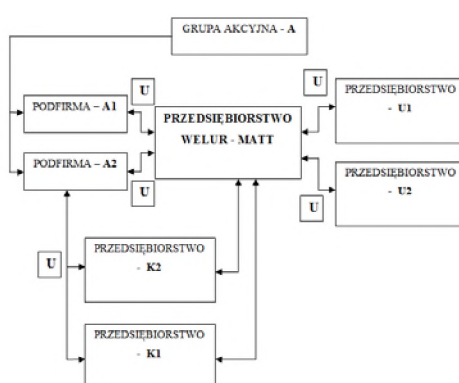 GRUPA AKCYJNA - A
U
U
PODFIRMA – A1
PRZEDSIĘBIORSTWO
WELUR - MATT
PRZEDSIĘBIORSTWO
- U1
PODFIRMA – A2
U
PRZEDSIĘBIORSTWO
- U2
U
U
PRZEDSIĘBIORSTWO
- K2
PRZEDSIĘBIORSTWO
- K1